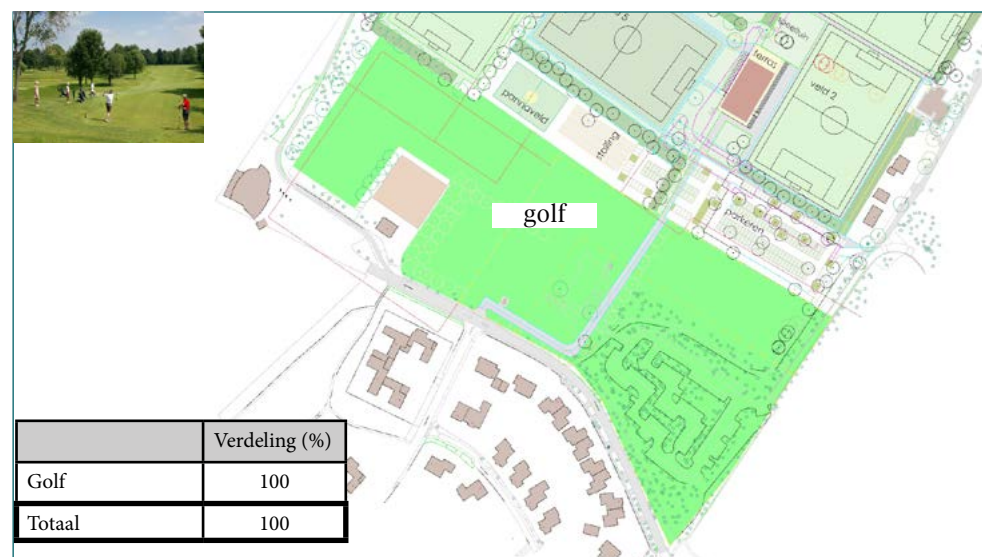 terras
veld 2
pannaveld
stalling
golf
parkeren
Verdeling (%)
Golf 100
Totaal 100